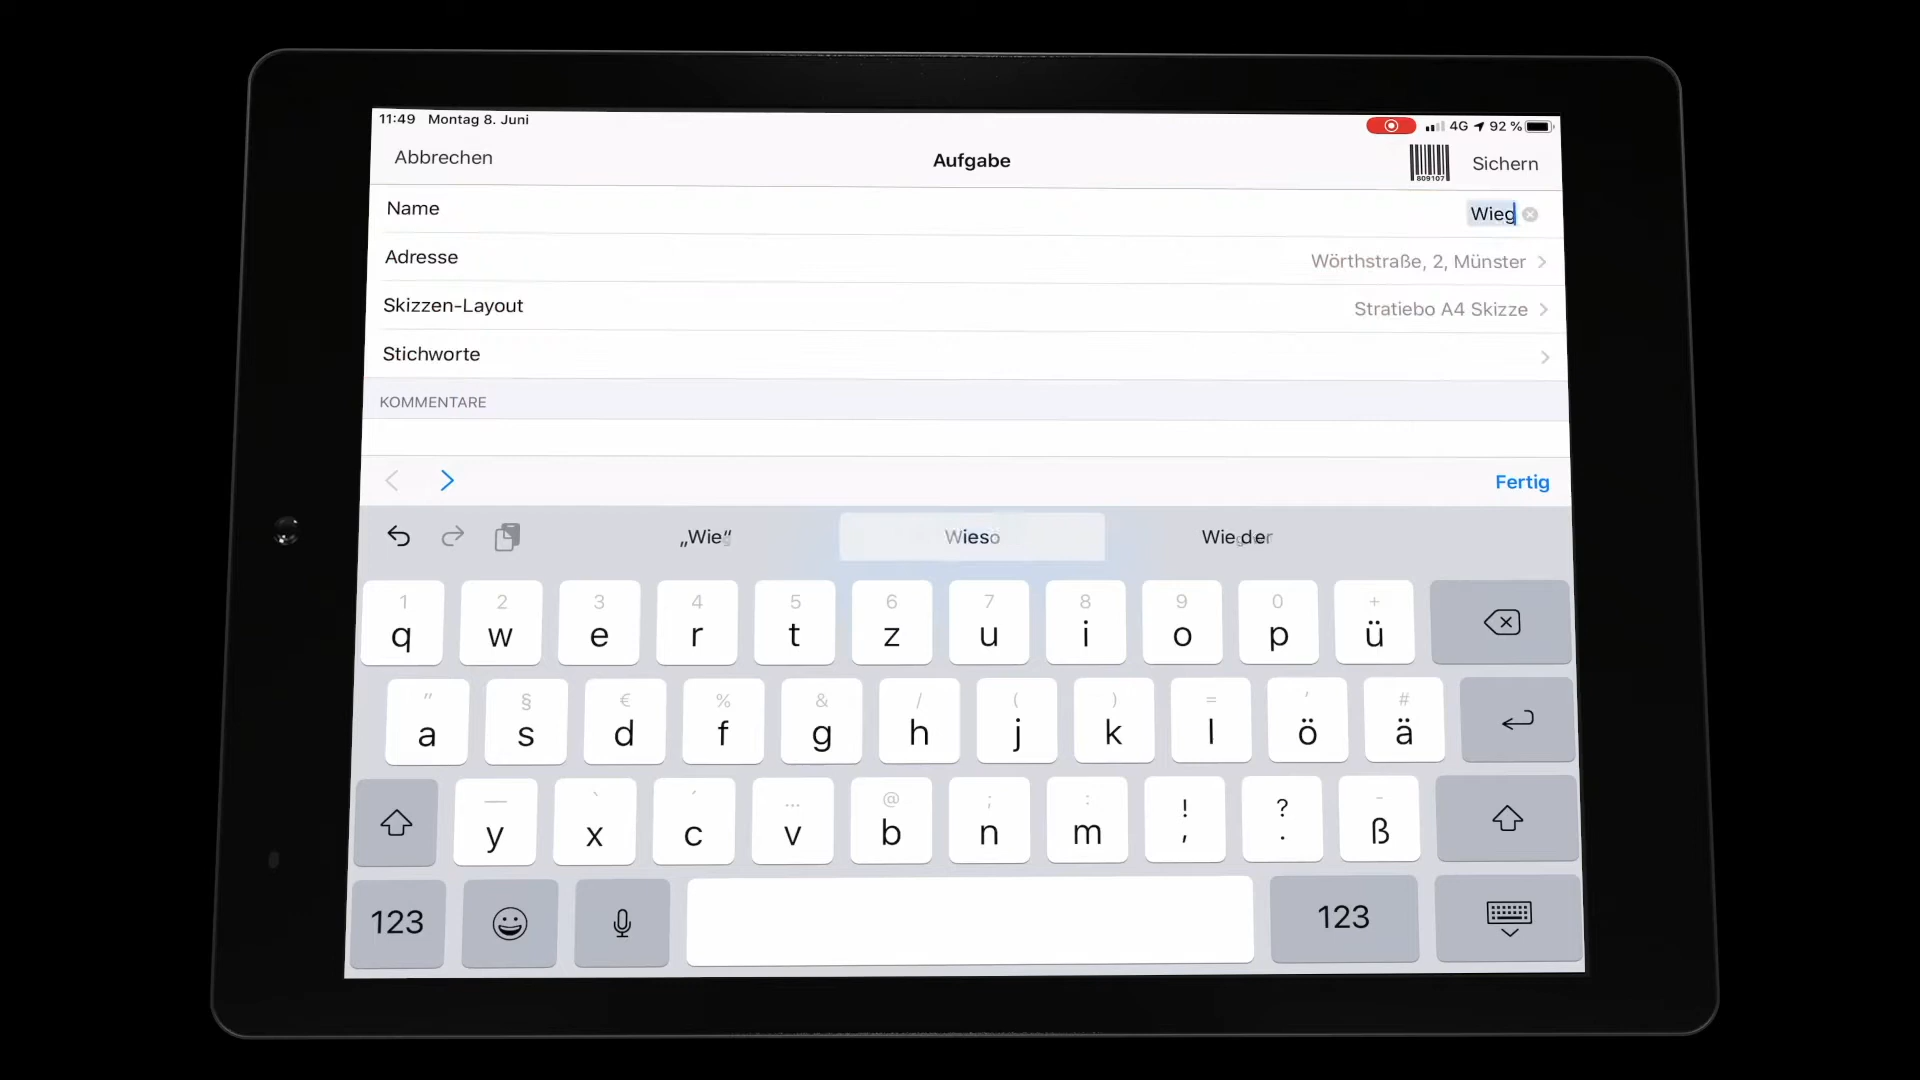 11:49 Montag 8. Juni 4G 92 %
Abbrechen Aufgabe 809107 Sichern
Name Wieg
Adresse Wörthstraße, 2, Münster
Skizzen-Layout Stratiebo A4 Skizze
Stichworte
KOMMENTARE
Fertig
„Wie“ Wieso Wieder
1 2 3 4 5 6 7 8 9 0 +
q w e r t z u i o p ü
" § € % & / ( ) = ' #
a s d f g h j k l ö ä
— ` ´ ... @ ; : ! ? -
y x c v b n m , . ß
123 123